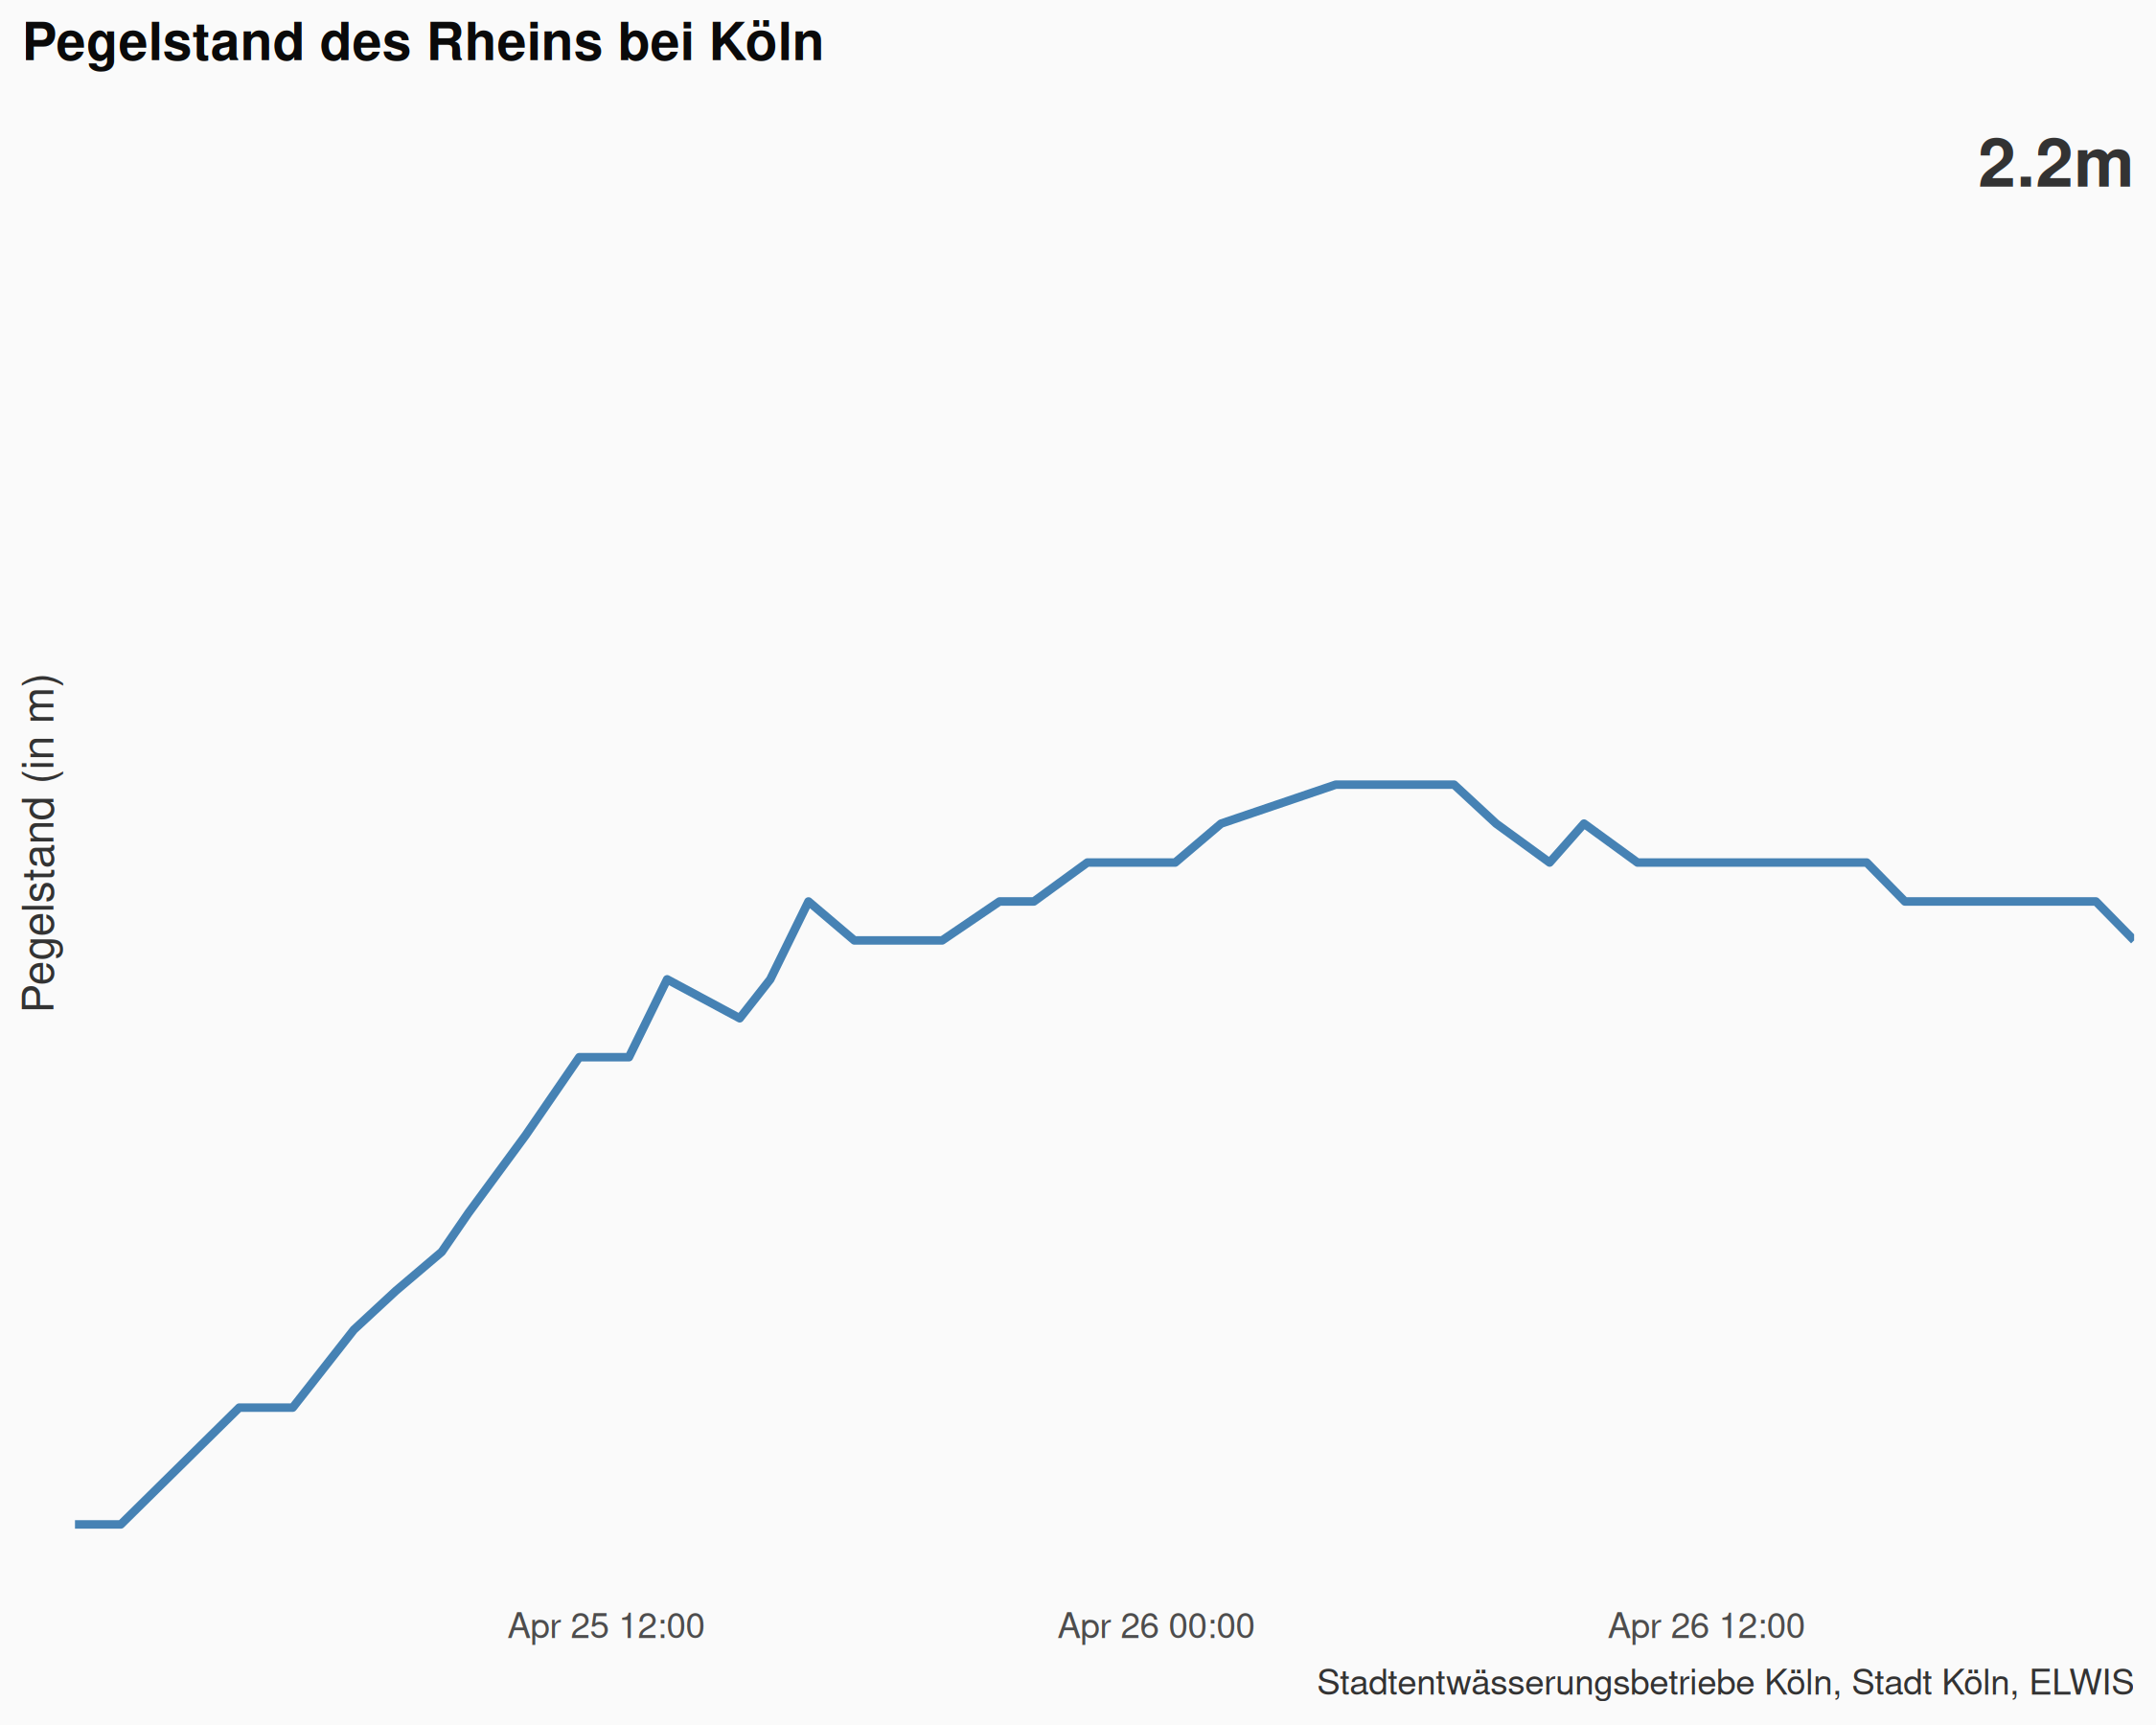 Pegelstand des Rheins bei Köln
2.2m
Pegelstand (in m)
Apr 25 12:00
Apr 26 00:00
Apr 26 12:00
Stadtentwässerungsbetriebe Köln, Stadt Köln, ELWIS